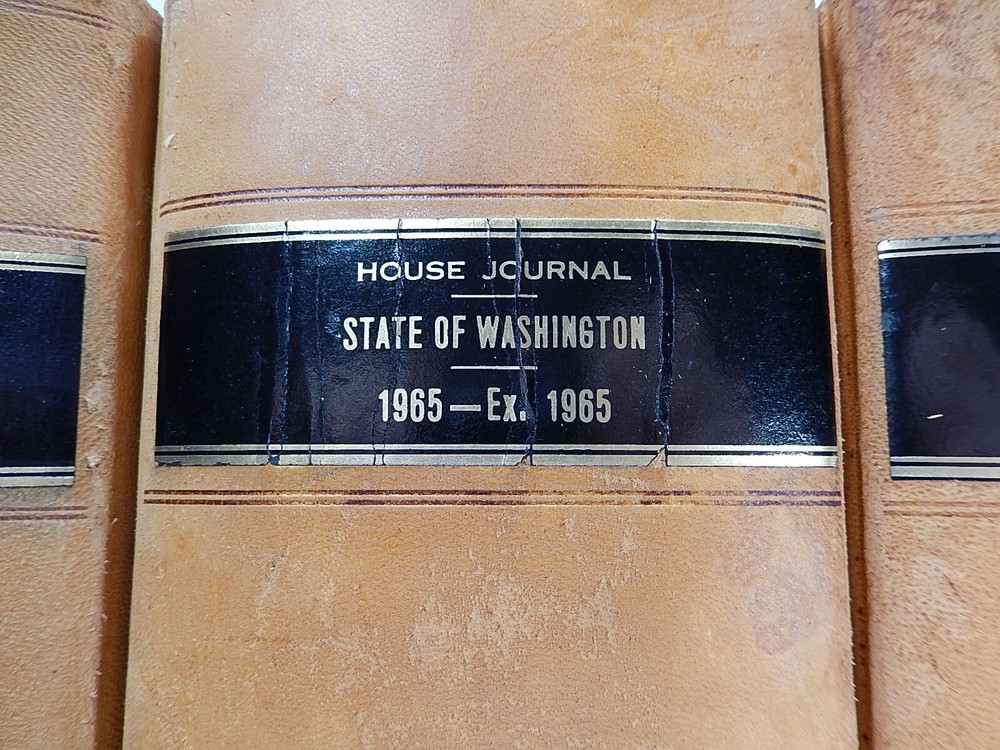 HOUSE JOURNAL
STATE OF WASHINGTON
1965—Ex. 1965